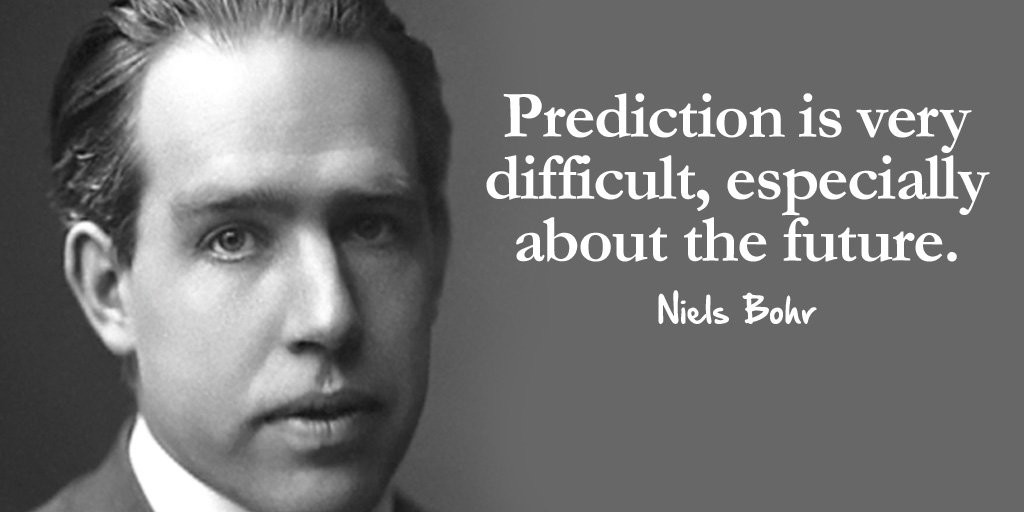 Prediction is very
difficult, especially
about the future.
Niels Bohr